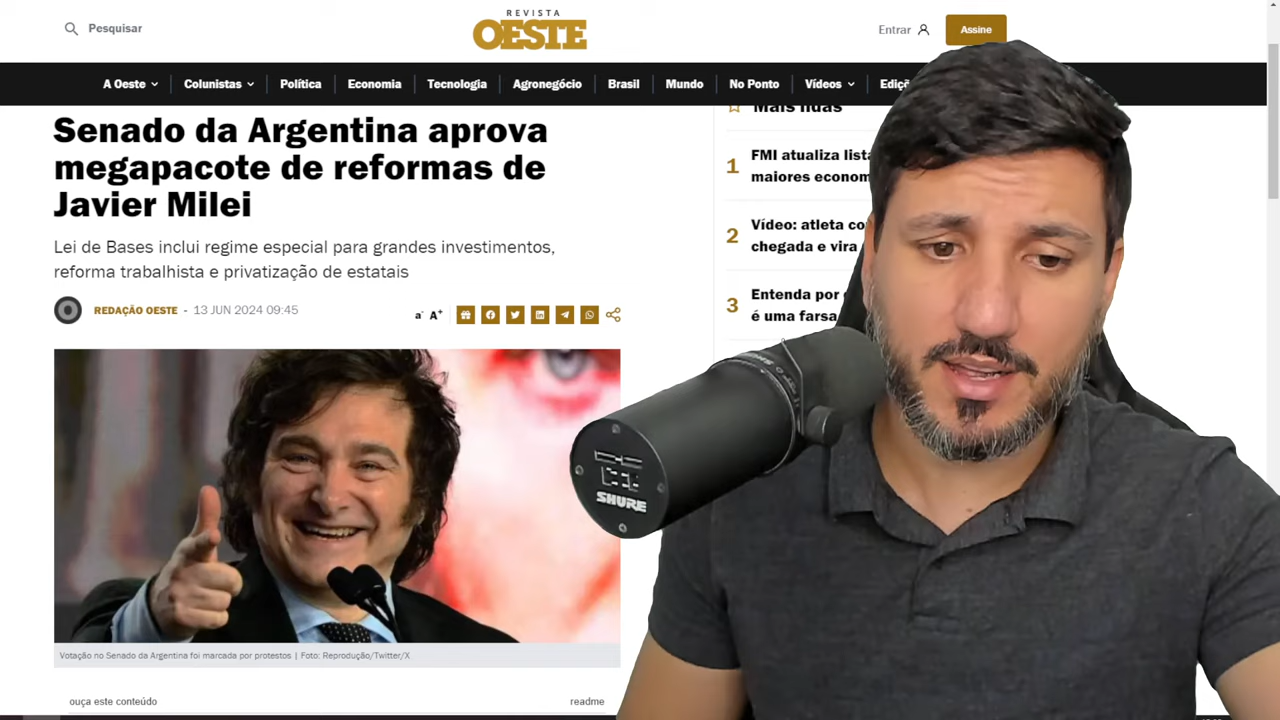 REVISTA
OESTE
Pesquisar
Entrar
Assine
A Oeste
Colunistas
Política
Economia
Tecnologia
Agronegócio
Brasil
Mundo
No Ponto
Vídeos
Senado da Argentina aprova
megapacote de reformas de
Javier Milei
Lei de Bases inclui regime especial para grandes investimentos,
reforma trabalhista e privatização de estatais
REDAÇÃO OESTE - 13 JUN 2024 09:45
a- A+
Votação no Senado da Argentina foi marcada por protestos | Foto: Reprodução/Twitter/X
ouça este conteúdo
readme
Mais lidas
1 FMI atualiza
maiores
2 Vídeo: atleta
chegada e vira
3 Entenda por
é uma farsa
SHURE